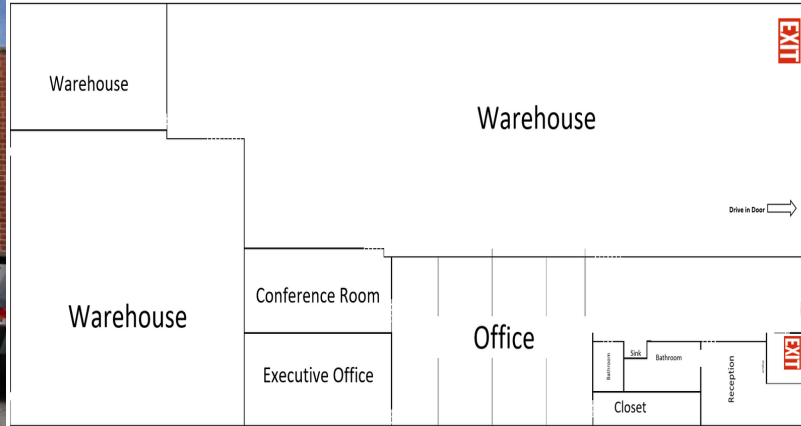 EXIT
Warehouse
Warehouse
Drive in Door
Conference Room
Warehouse
Office
EXIT
Sink
Bathroom
Bathroom
Reception
Executive Office
Closet